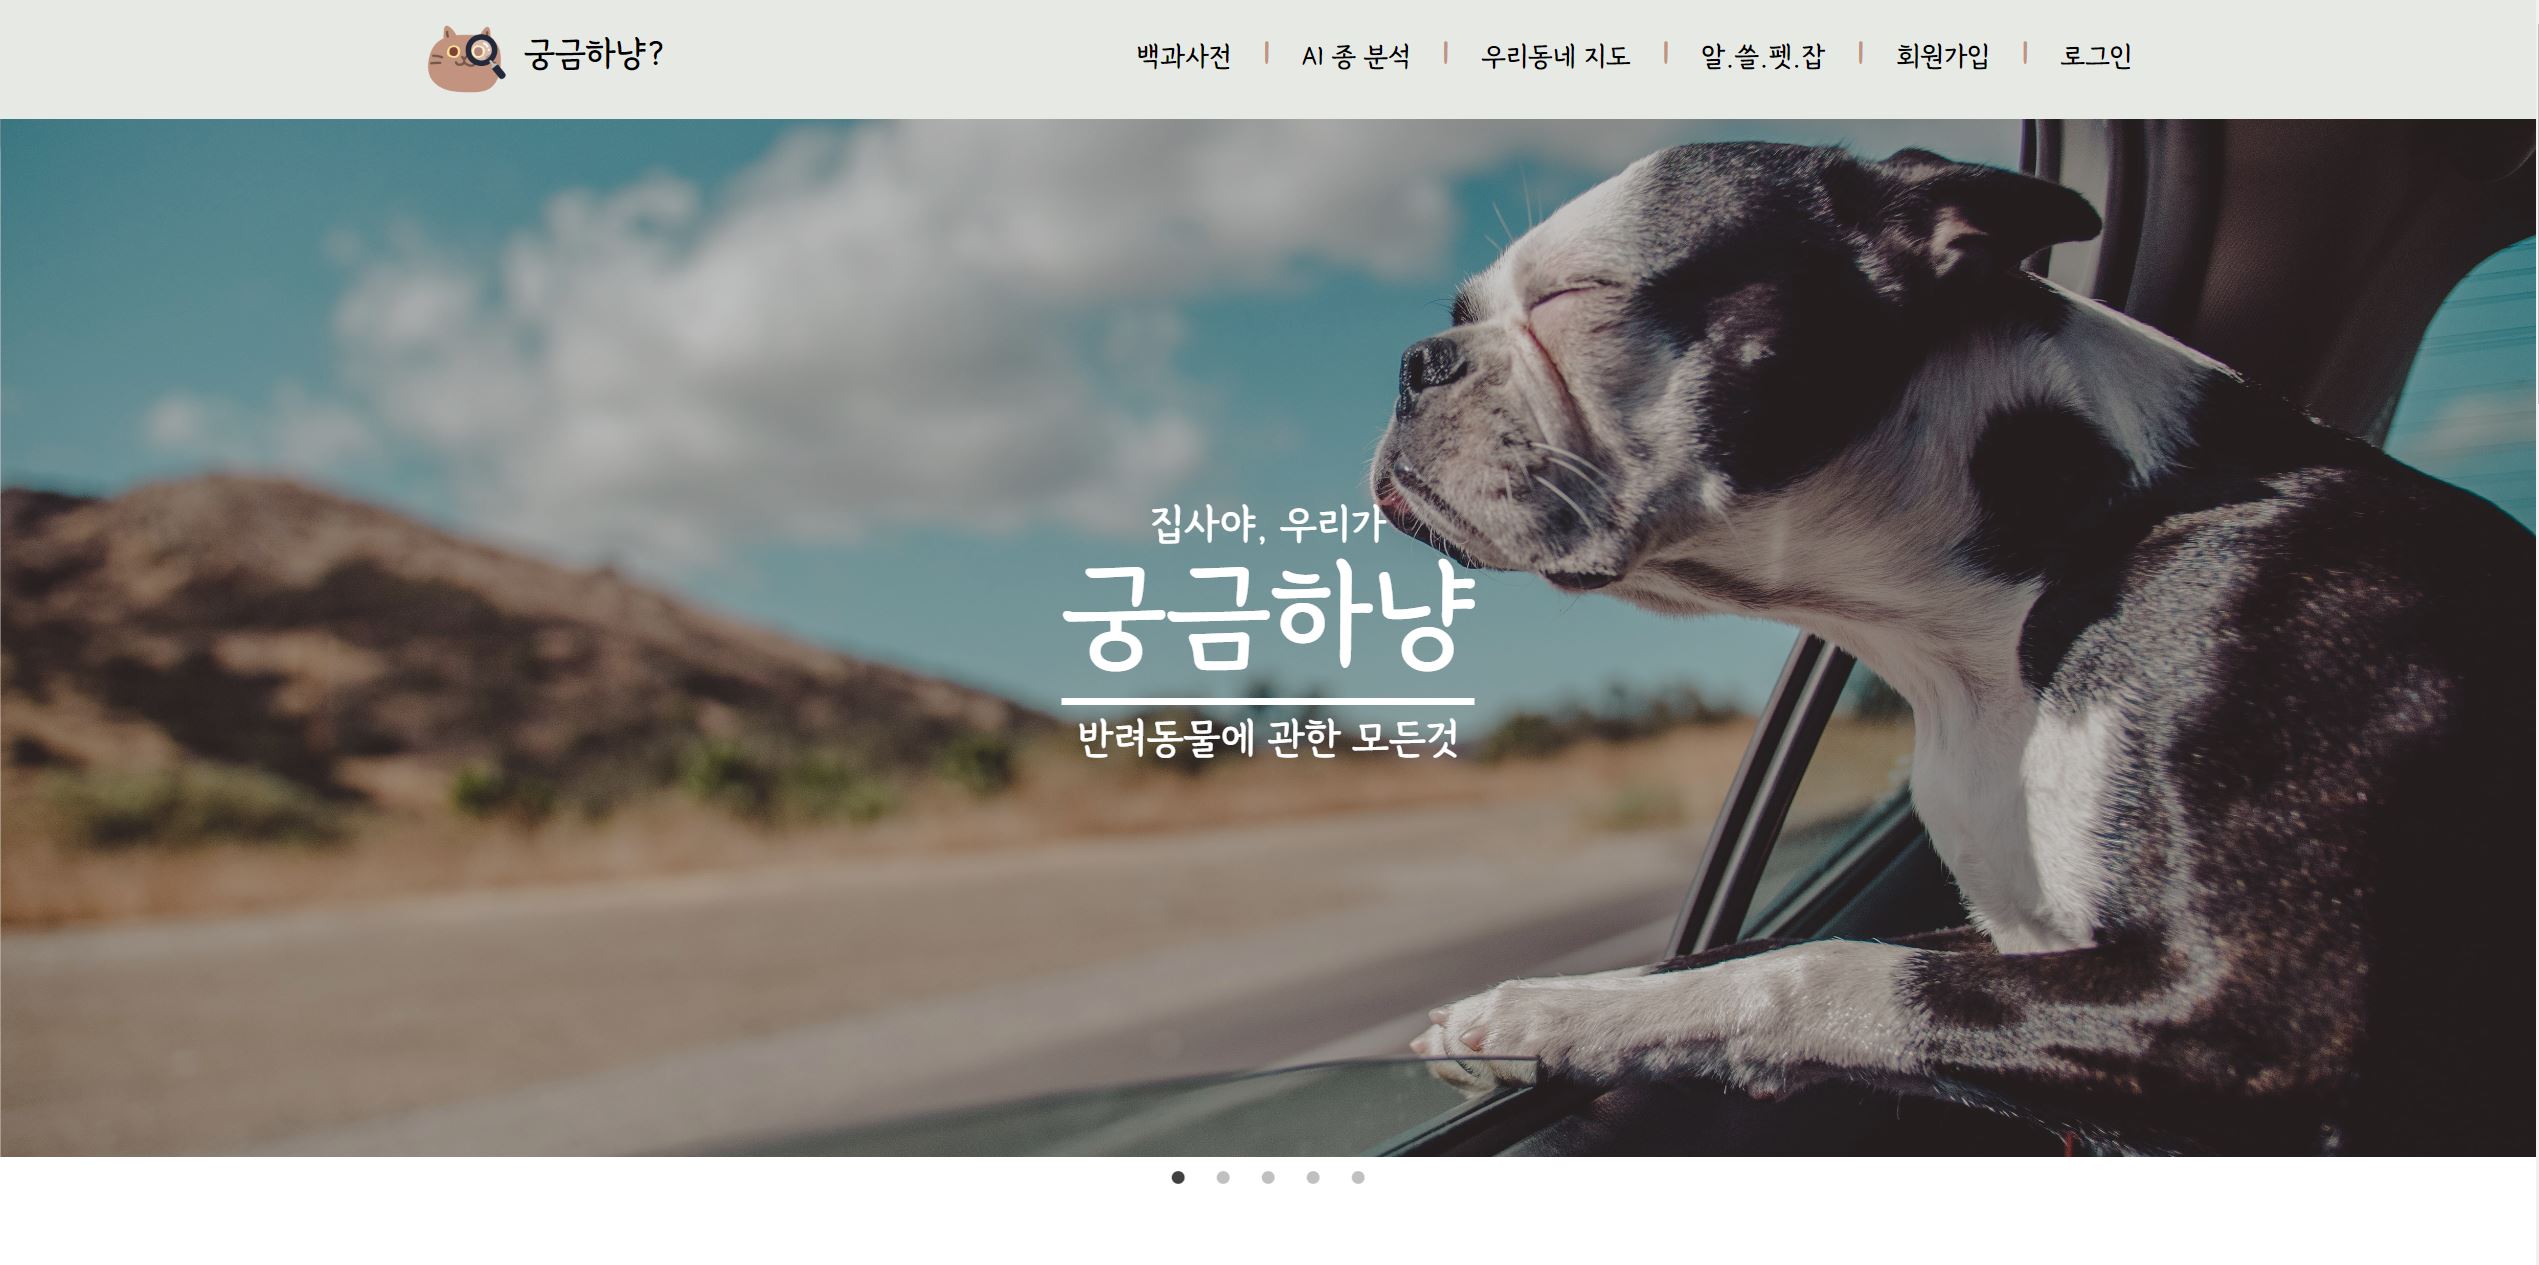 궁금하냥?
백과사전 | AI 종 분석 | 우리동네 지도 | 알.쓸.펫.잡 | 회원가입 | 로그인
집사야, 우리가
궁금하냥
반려동물에 관한 모든것